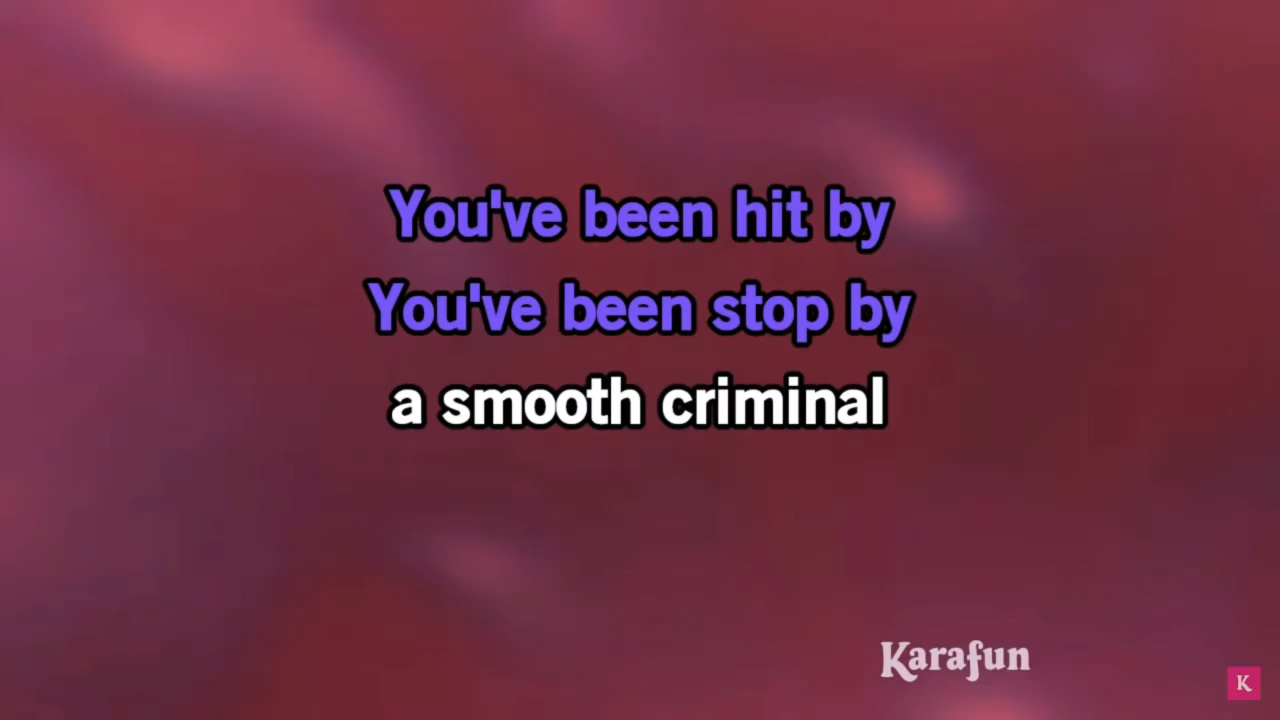 You've been hit by
You've been stop by
a smooth criminal
Karafun
K